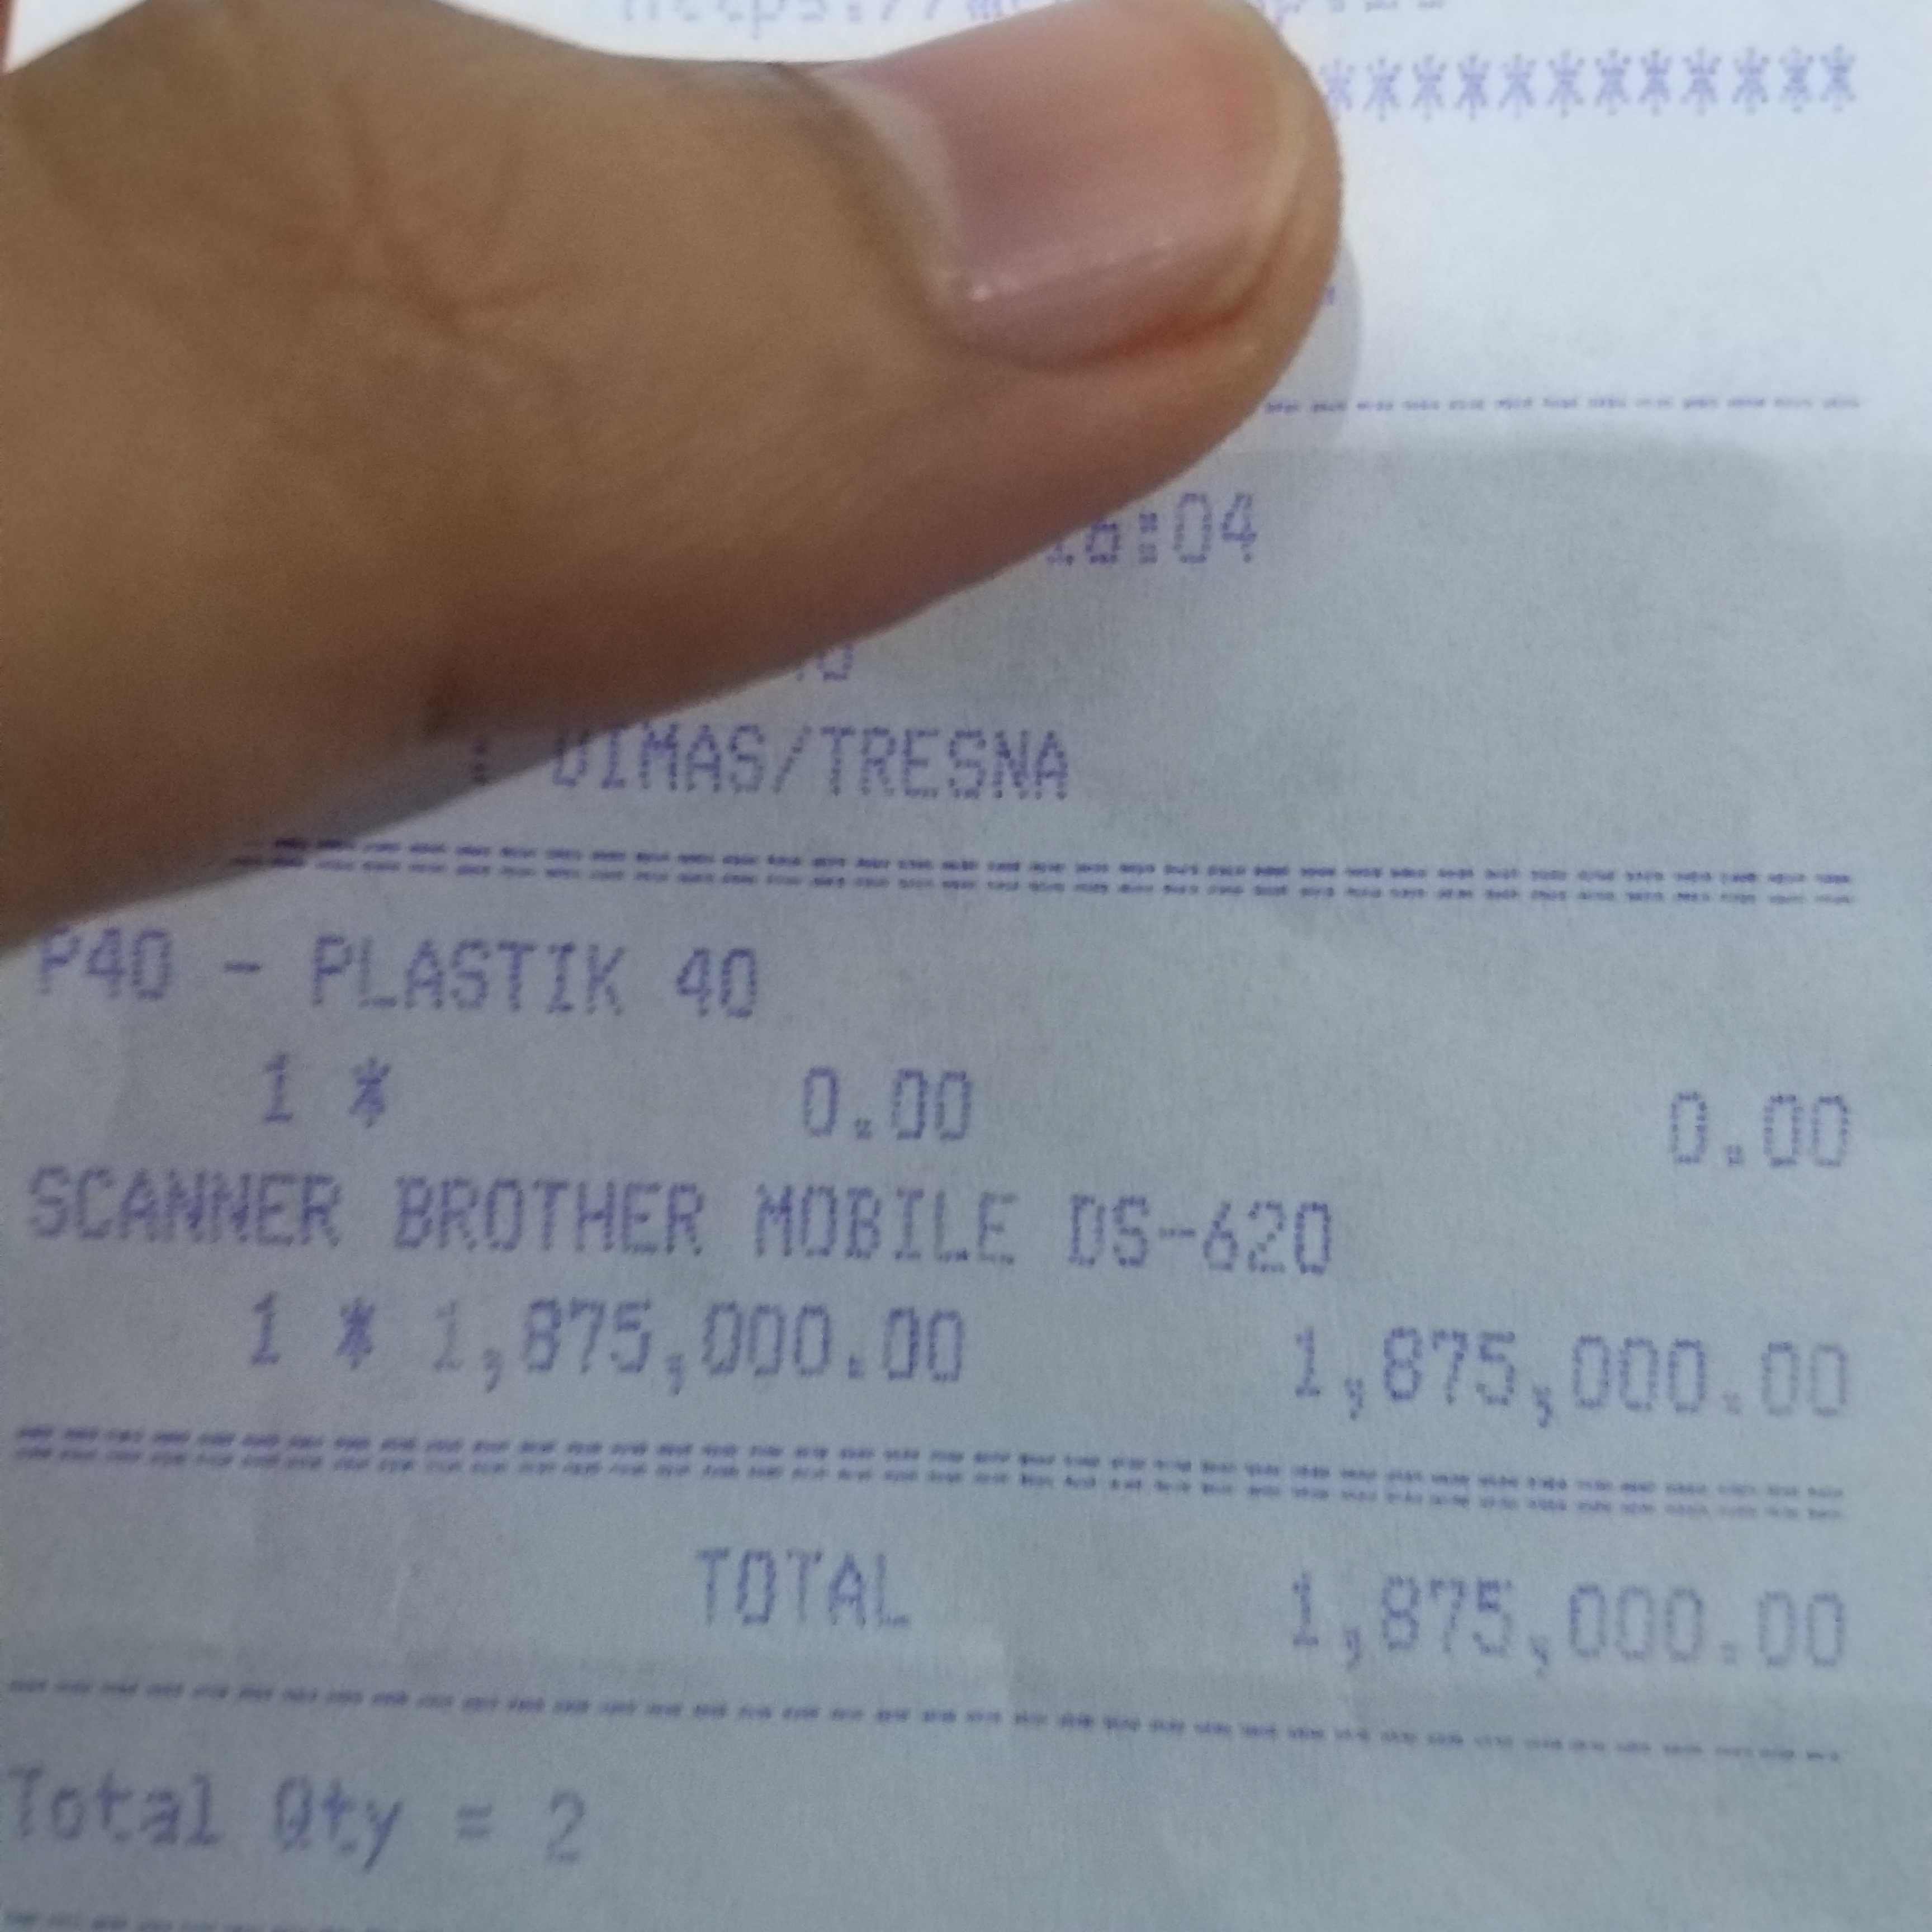 ************
:04
: DIMAS/TRESNA
P40 - PLASTIK 40
1 * 0.00 0.00
SCANNER BROTHER MOBILE DS-620
1 * 1,875,000.00 1,875,000.00
TOTAL 1,875,000.00
Total Qty = 2